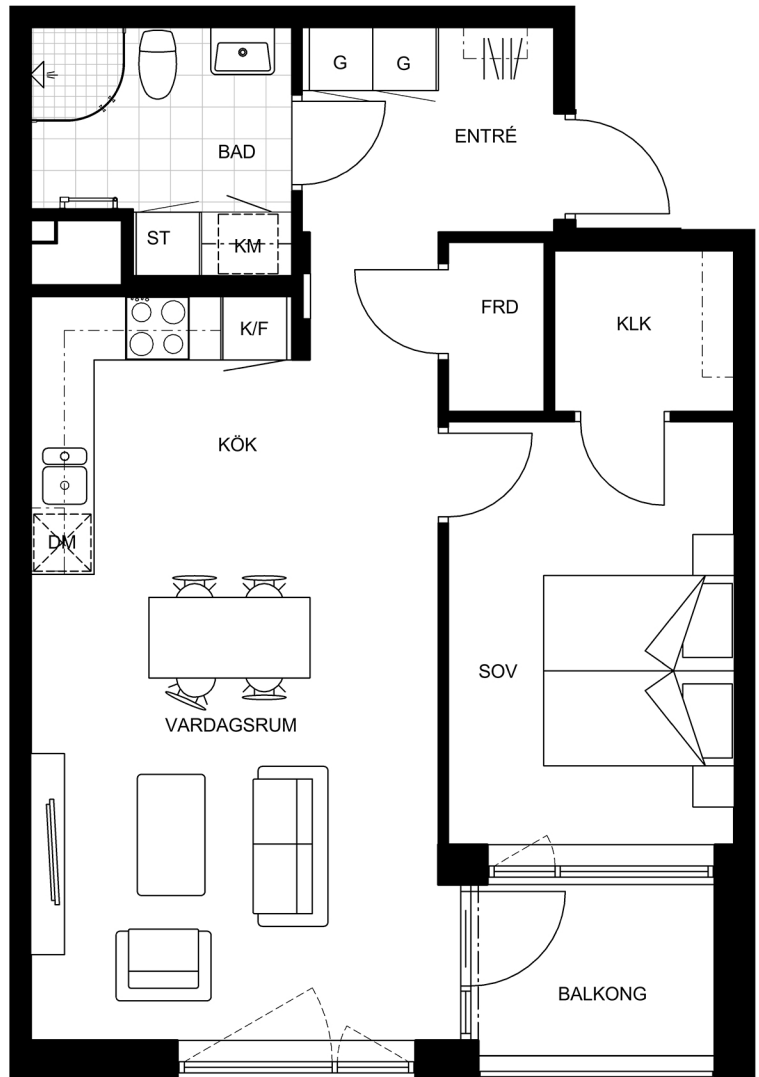 G
G
ENTRÉ
BAD
ST
KM
FRD
KLK
K/F
KÖK
DM
SOV
VARDAGSRUM
BALKONG